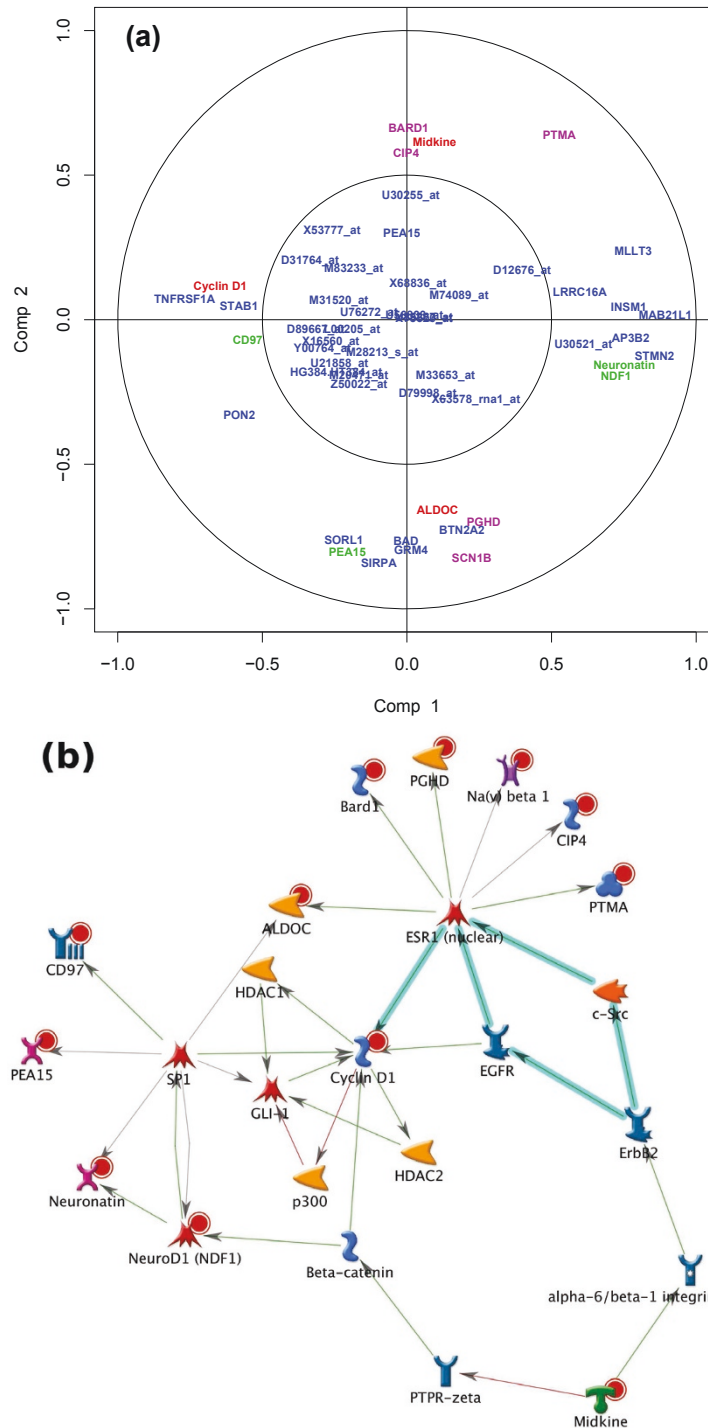 (a)
1.0
0.5
0.0
−0.5
−1.0
Comp 2
BARD1
Midkine
PTMA
CIP4
U30255_at
X53777_at
PEA15
MLLT3
D31764_at
M83233_at
D12676_at
Cyclin D1
X68836_at
LRRC16A
TNFRSF1A
M74089_at
STAB1
M31520_at
INSM1
U76272_at
MAB21L1
D89667_at
L00205_at
CD97
X16560_at
AP3B2
U30521_at
Y00764_at
M28213_s_at
STMN2
U21858_at
Neuronatin
HG384.HT384_at
M33653_at
NDF1
Z50022_at
D79998_at
X63578_rna1_at
PON2
ALDOC
PGHD
BTN2A2
SORL1
BAD
PEA15
GRM4
SIRPA
SCN1B
−1.0 −0.5 0.0 0.5 1.0
Comp 1
(b)
PGHD
Na(v) beta 1
Bard1
CIP4
PTMA
ALDOC
ESR1 (nuclear)
CD97
HDAC1
c-Src
PEA15
SP1
Cyclin D1
EGFR
GLI-1
ErbB2
HDAC2
Neuronatin
p300
NeuroD1 (NDF1)
Beta-catenin
alpha-6/beta-1 integrin
PTPR-zeta
Midkine